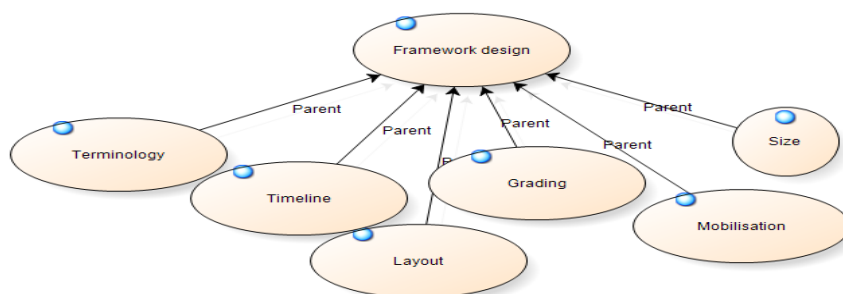 Framework design
Parent
Parent
Parent
Parent
Parent
Size
Terminology
Grading
Timeline
Mobilisation
Layout